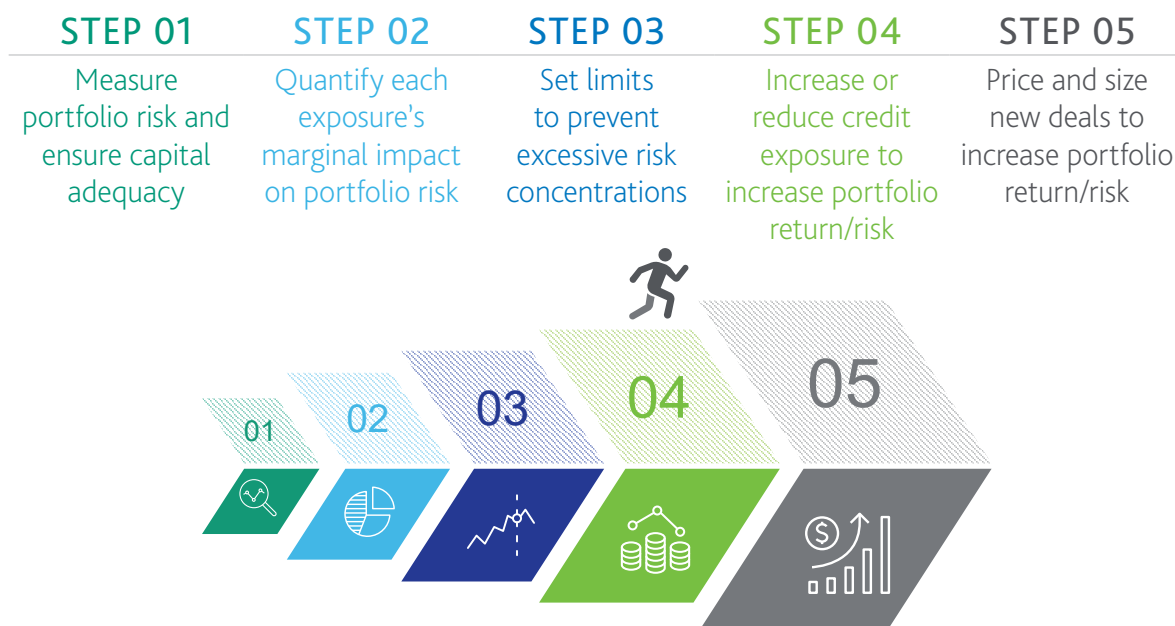 STEP 01
Measure
portfolio risk and
ensure capital
adequacy
STEP 02
Quantify each
exposure's
marginal impact
on portfolio risk
STEP 03
Set limits
to prevent
excessive risk
concentrations
STEP 04
Increase or
reduce credit
exposure to
increase portfolio
return/risk
STEP 05
Price and size
new deals to
increase portfolio
return/risk
01
02
03
04
05
$